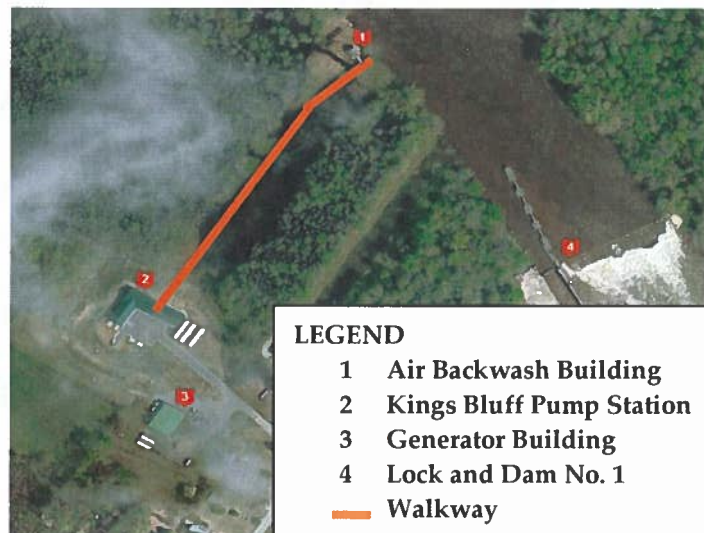 1
2
3
4
LEGEND
1 Air Backwash Building
2 Kings Bluff Pump Station
3 Generator Building
4 Lock and Dam No. 1
Walkway